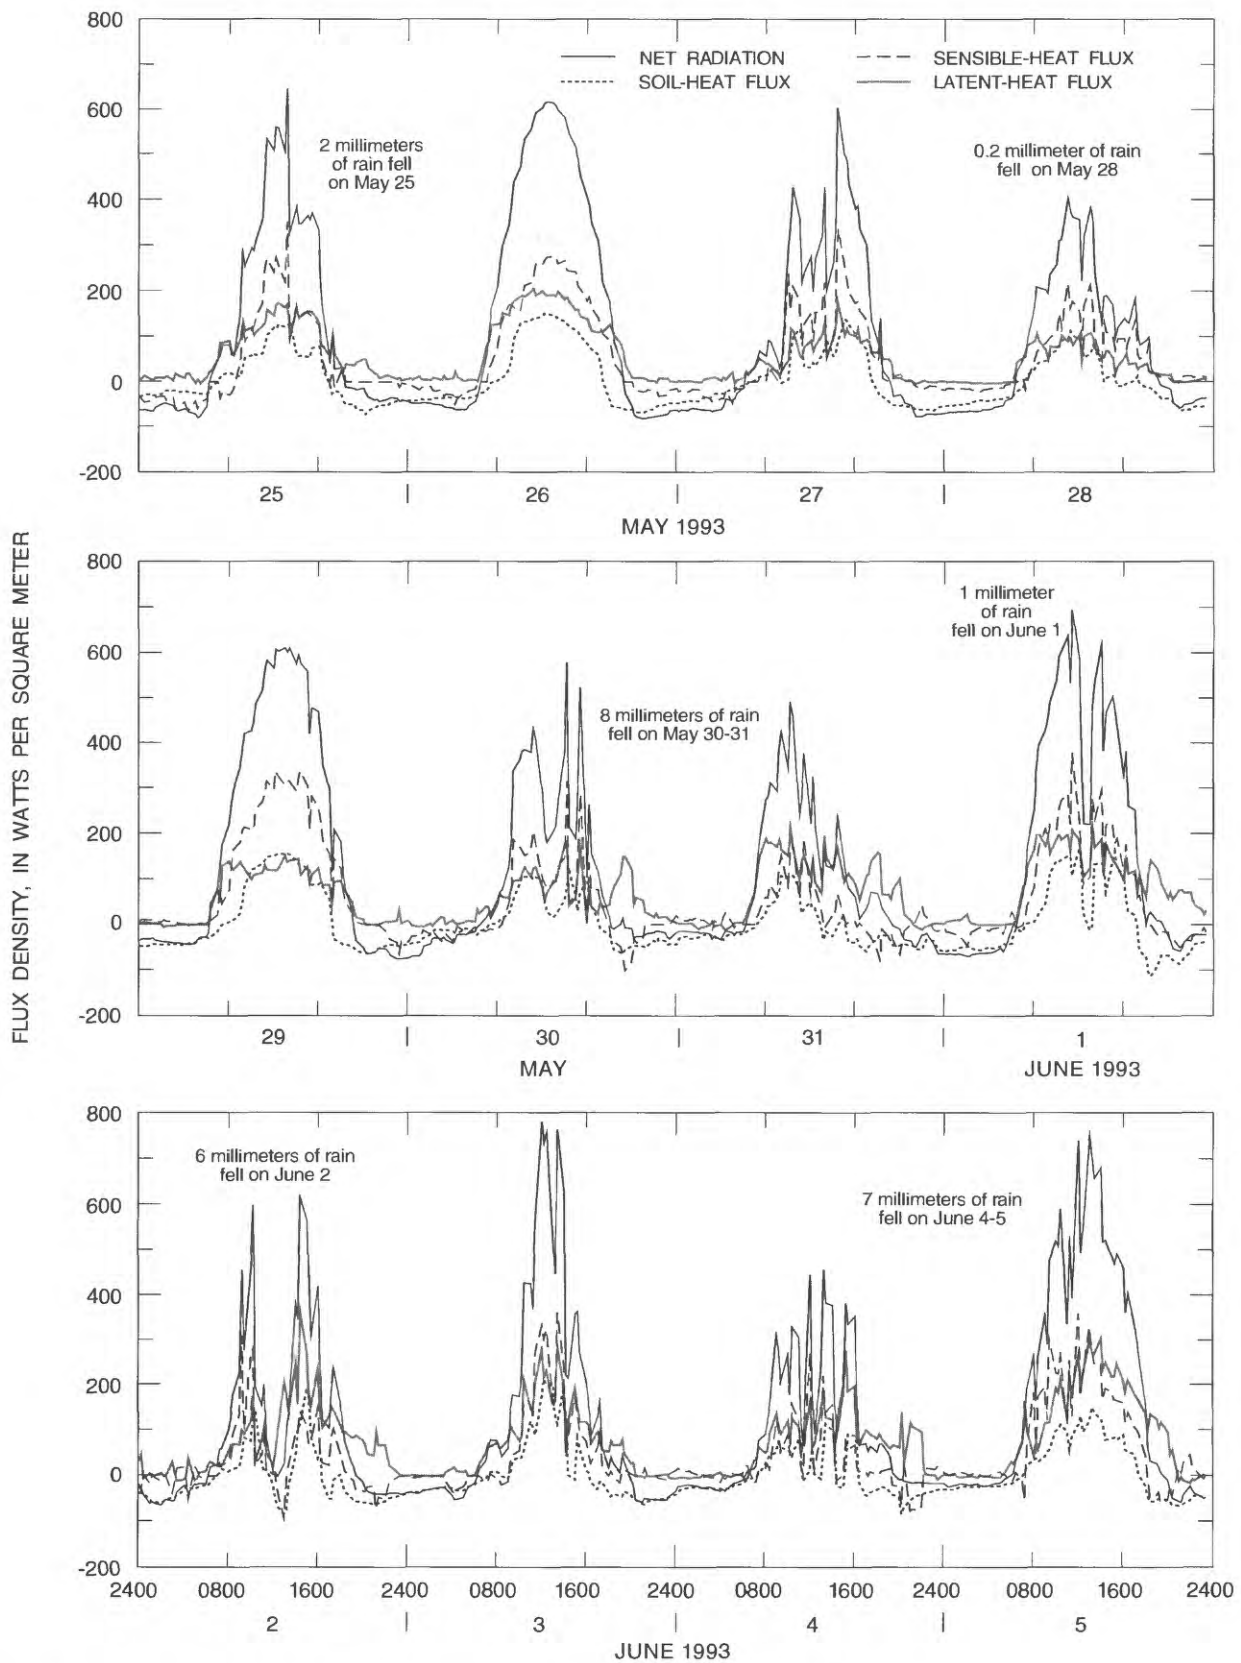 FLUX DENSITY, IN WATTS PER SQUARE METER
800
600
400
200
0
-200
NET RADIATION
SOIL-HEAT FLUX
SENSIBLE-HEAT FLUX
LATENT-HEAT FLUX
2 millimeters
of rain fell
on May 25
0.2 millimeter of rain
fell on May 28
25 26 27 28
MAY 1993
800
600
400
200
0
-200
8 millimeters of rain
fell on May 30-31
1 millimeter
of rain
fell on June 1
29 30 31 1
MAY JUNE 1993
800
600
400
200
0
-200
6 millimeters of rain
fell on June 2
7 millimeters of rain
fell on June 4-5
2400 0800 1600 2400 0800 1600 2400 0800 1600 2400 0800 1600 2400
2 3 4 5
JUNE 1993